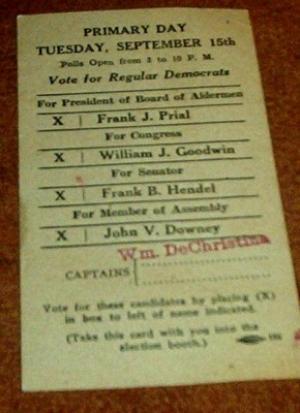 PRIMARY DAY
TUESDAY, SEPTEMBER 15th
Polls Open from 3 to 10 P. M.
Vote for Regular Democrats
For President of Board of Aldermen
X | Frank J. Prial
For Congress
X | William J. Goodwin
For Senator
X | Frank B. Hendel
For Member of Assembly
X | John V. Downey
Wm. DeChristina
CAPTAINS
Vote for these candidates by placing (X)
in box to left of name indicated.
(Take this card with you into the
election booth.)